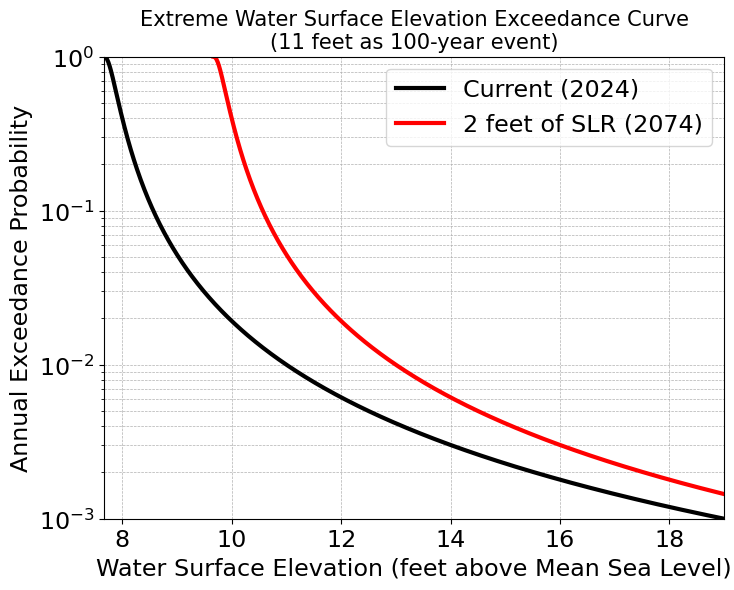 Extreme Water Surface Elevation Exceedance Curve
(11 feet as 100-year event)
Current (2024)
2 feet of SLR (2074)
Annual Exceedance Probability
10⁰
10⁻¹
10⁻²
10⁻³
8 10 12 14 16 18
Water Surface Elevation (feet above Mean Sea Level)